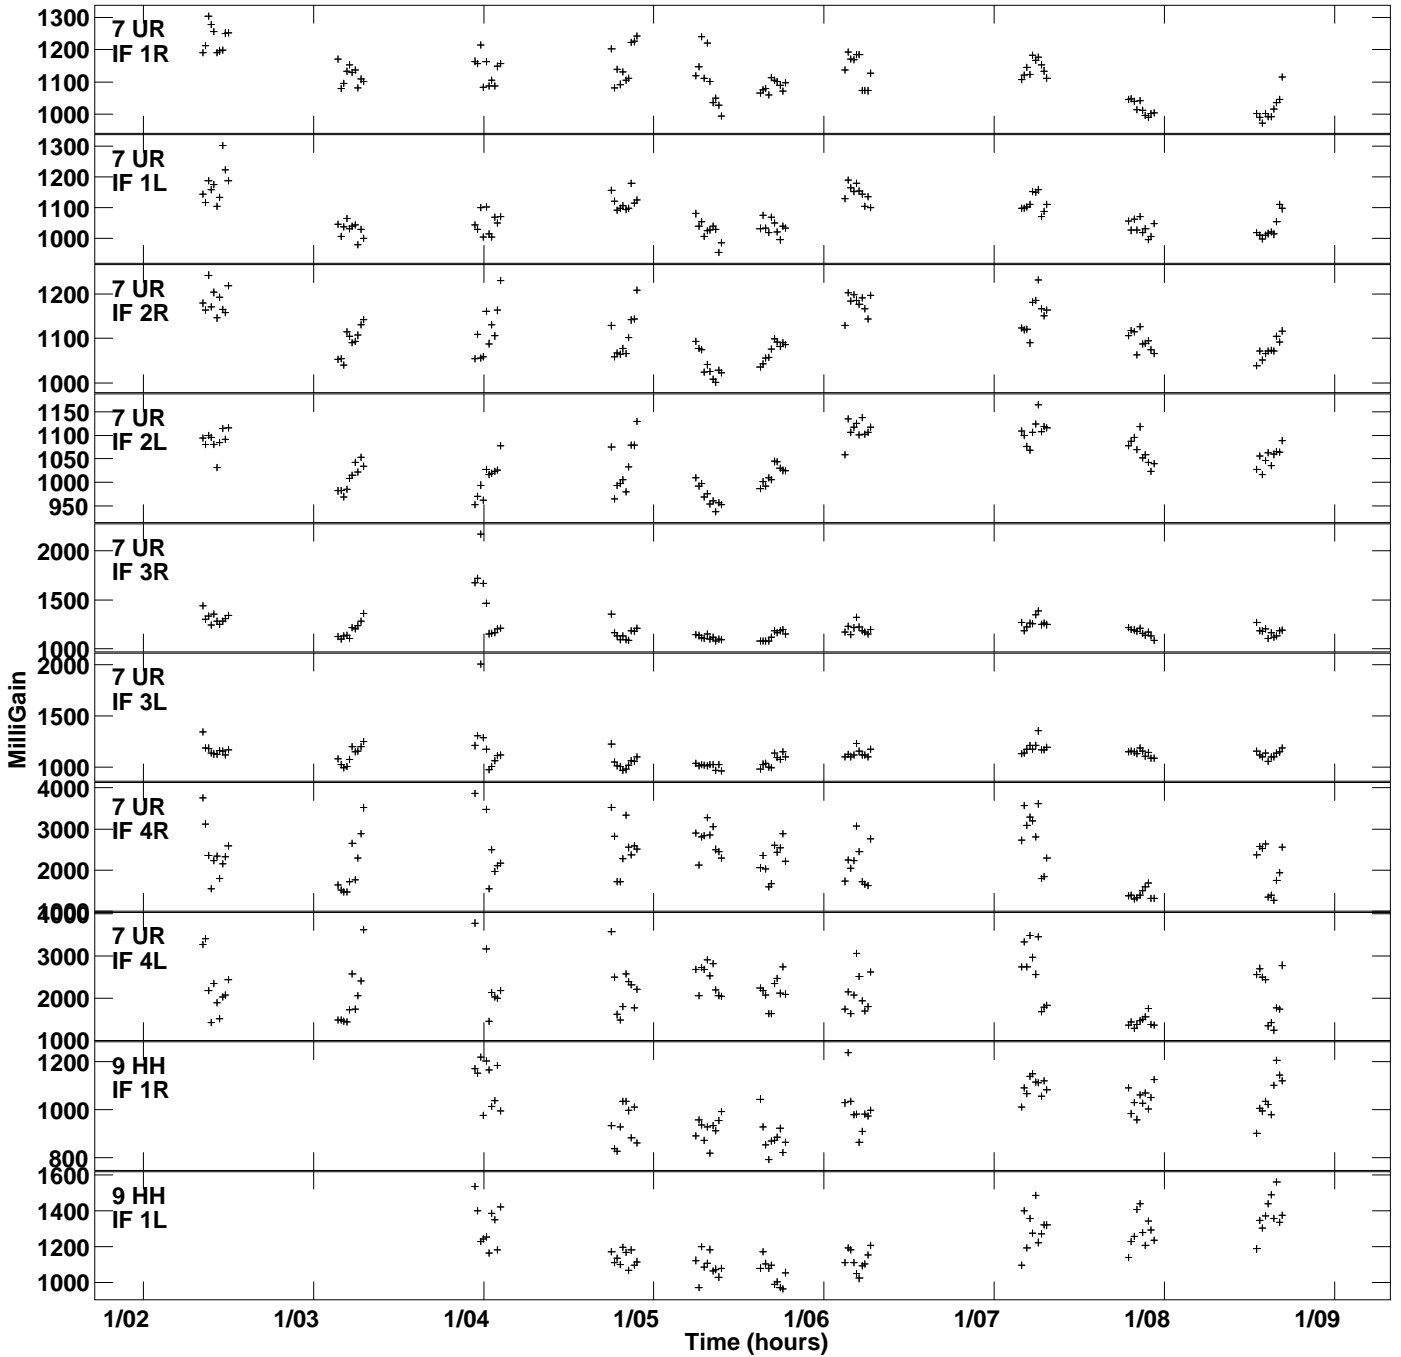 1300
1200
1100
1000
7 UR
IF 1R
1300
1200
1100
1000
7 UR
IF 1L
1200
1100
1000
7 UR
IF 2R
1150
1100
1050
1000
950
7 UR
IF 2L
2000
1500
1000
7 UR
IF 3R
2000
1500
1000
7 UR
IF 3L
4000
3000
2000
1000
7 UR
IF 4R
4000
3000
2000
1000
7 UR
IF 4L
1200
1000
800
9 HH
IF 1R
1600
1400
1200
1000
9 HH
IF 1L
MilliGain
1/02 1/03 1/04 1/05 1/06 1/07 1/08 1/09
Time (hours)